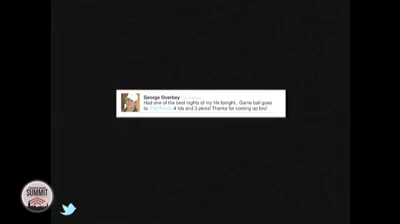 George Overbey
Had one of the best nights of my life tonight.. Game ball goes
to 4 tds and 3 picks! Thanks for coming up bro!
SUMMIT